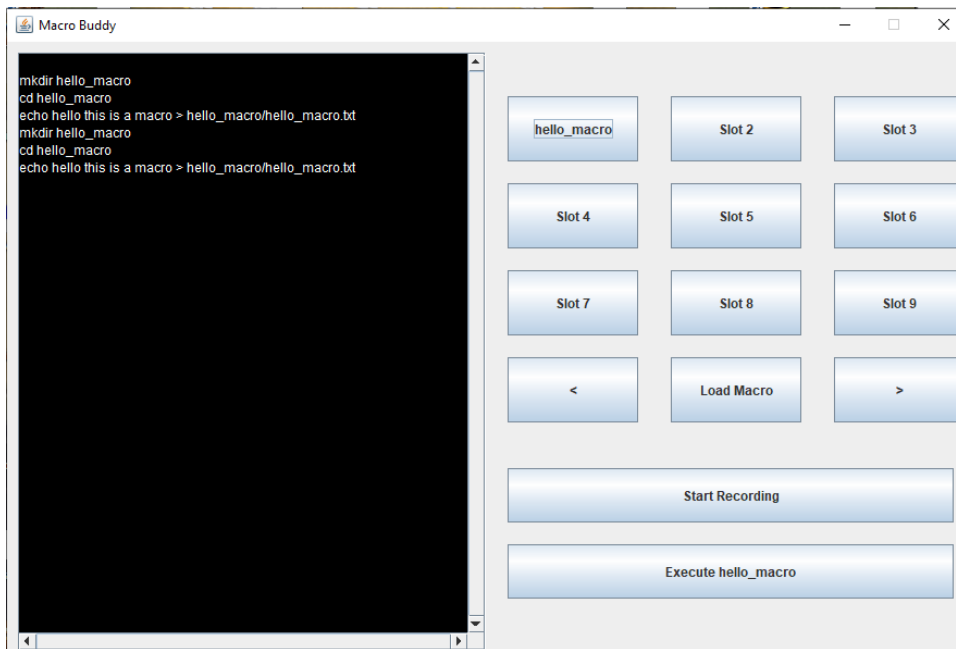 Macro Buddy
mkdir hello_macro
cd hello_macro
echo hello this is a macro > hello_macro/hello_macro.txt
mkdir hello_macro
cd hello_macro
echo hello this is a macro > hello_macro/hello_macro.txt
hello_macro
Slot 2
Slot 3
Slot 4
Slot 5
Slot 6
Slot 7
Slot 8
Slot 9
<
Load Macro
>
Start Recording
Execute hello_macro